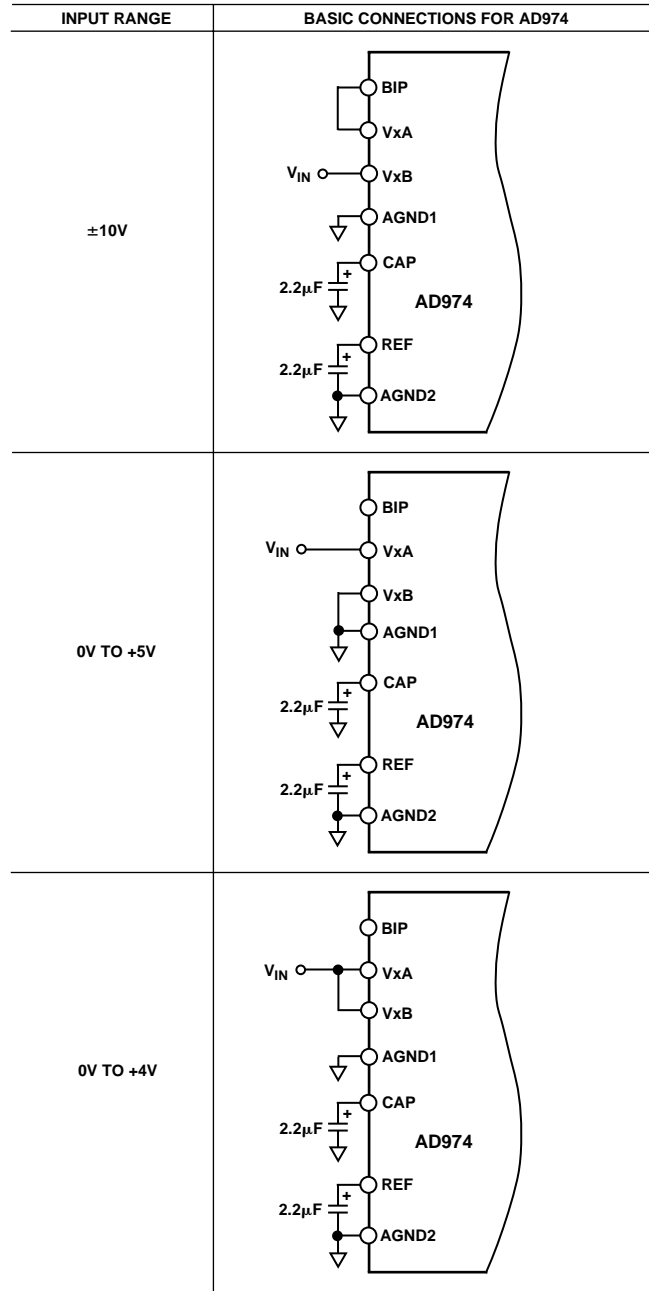 INPUT RANGE BASIC CONNECTIONS FOR AD974
±10V
BIP
VxA
VIN VxB
AGND1
CAP
+
2.2μF
AD974
REF
+
2.2μF
AGND2
0V TO +5V
BIP
VIN VxA
VxB
AGND1
CAP
+
2.2μF
AD974
REF
+
2.2μF
AGND2
0V TO +4V
BIP
VIN VxA
VxB
AGND1
CAP
+
2.2μF
AD974
REF
+
2.2μF
AGND2